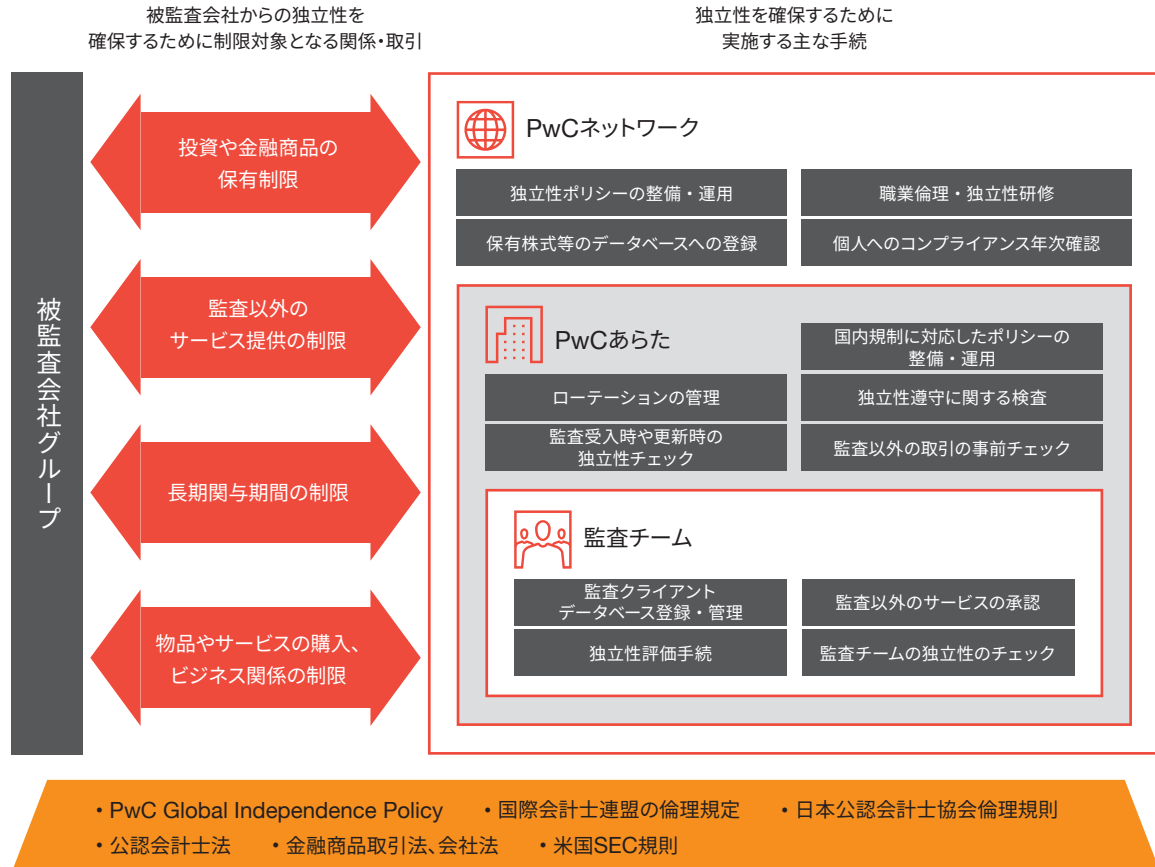 被監査会社からの独立性を
確保するために制限対象となる関係・取引
独立性を確保するために
実施する主な手続
被監査会社グループ
投資や金融商品の
保有制限
監査以外の
サービス提供の制限
長期関与期間の制限
物品やサービスの購入、
ビジネス関係の制限
PwCネットワーク
独立性ポリシーの整備・運用
職業倫理・独立性研修
保有株式等のデータベースへの登録
個人へのコンプライアンス年次確認
PwCあらた
国内規制に対応したポリシーの
整備・運用
ローテーションの管理
独立性遵守に関する検査
監査受入時や更新時の
独立性チェック
監査以外の取引の事前チェック
監査チーム
監査クライアント
データベース登録・管理
監査以外のサービスの承認
独立性評価手続
監査チームの独立性のチェック
・PwC Global Independence Policy ・国際会計士連盟の倫理規定 ・日本公認会計士協会倫理規則
・公認会計士法 ・金融商品取引法、会社法 ・米国SEC規則